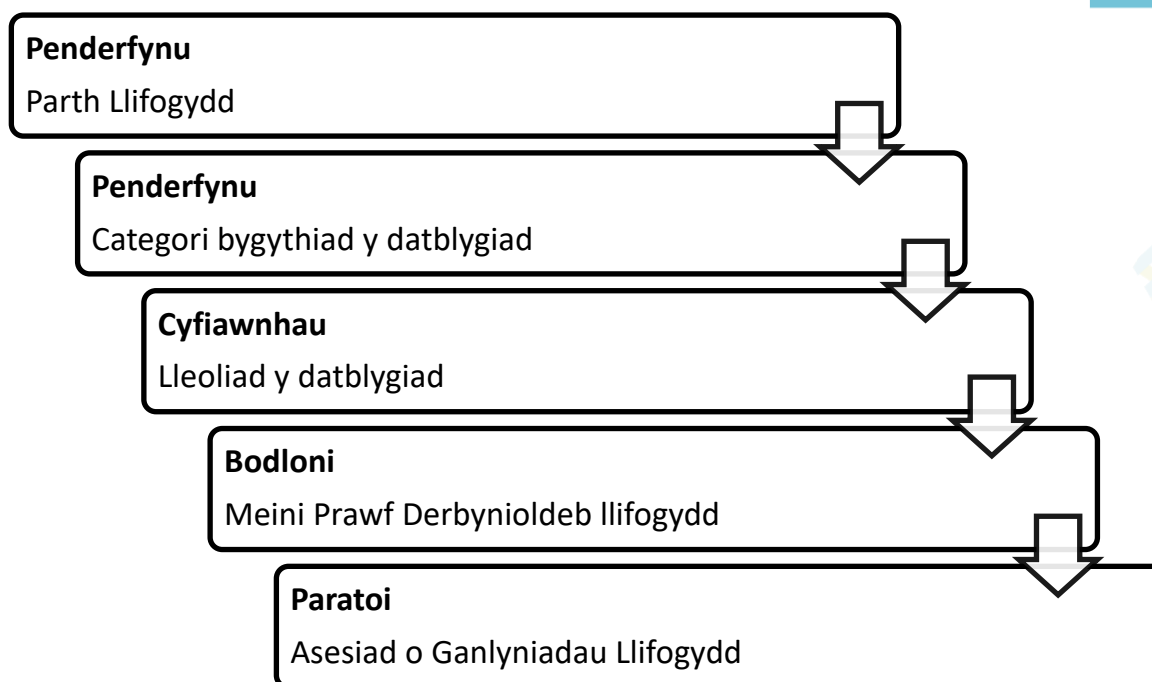 Penderfynu
Parth Llifogydd
Penderfynu
Categori bygythiad y datblygiad
Cyfiawnhau
Lleoliad y datblygiad
Bodloni
Meini Prawf Derbynioldeb llifogydd
Paratoi
Asesiad o Ganlyniadau Llifogydd